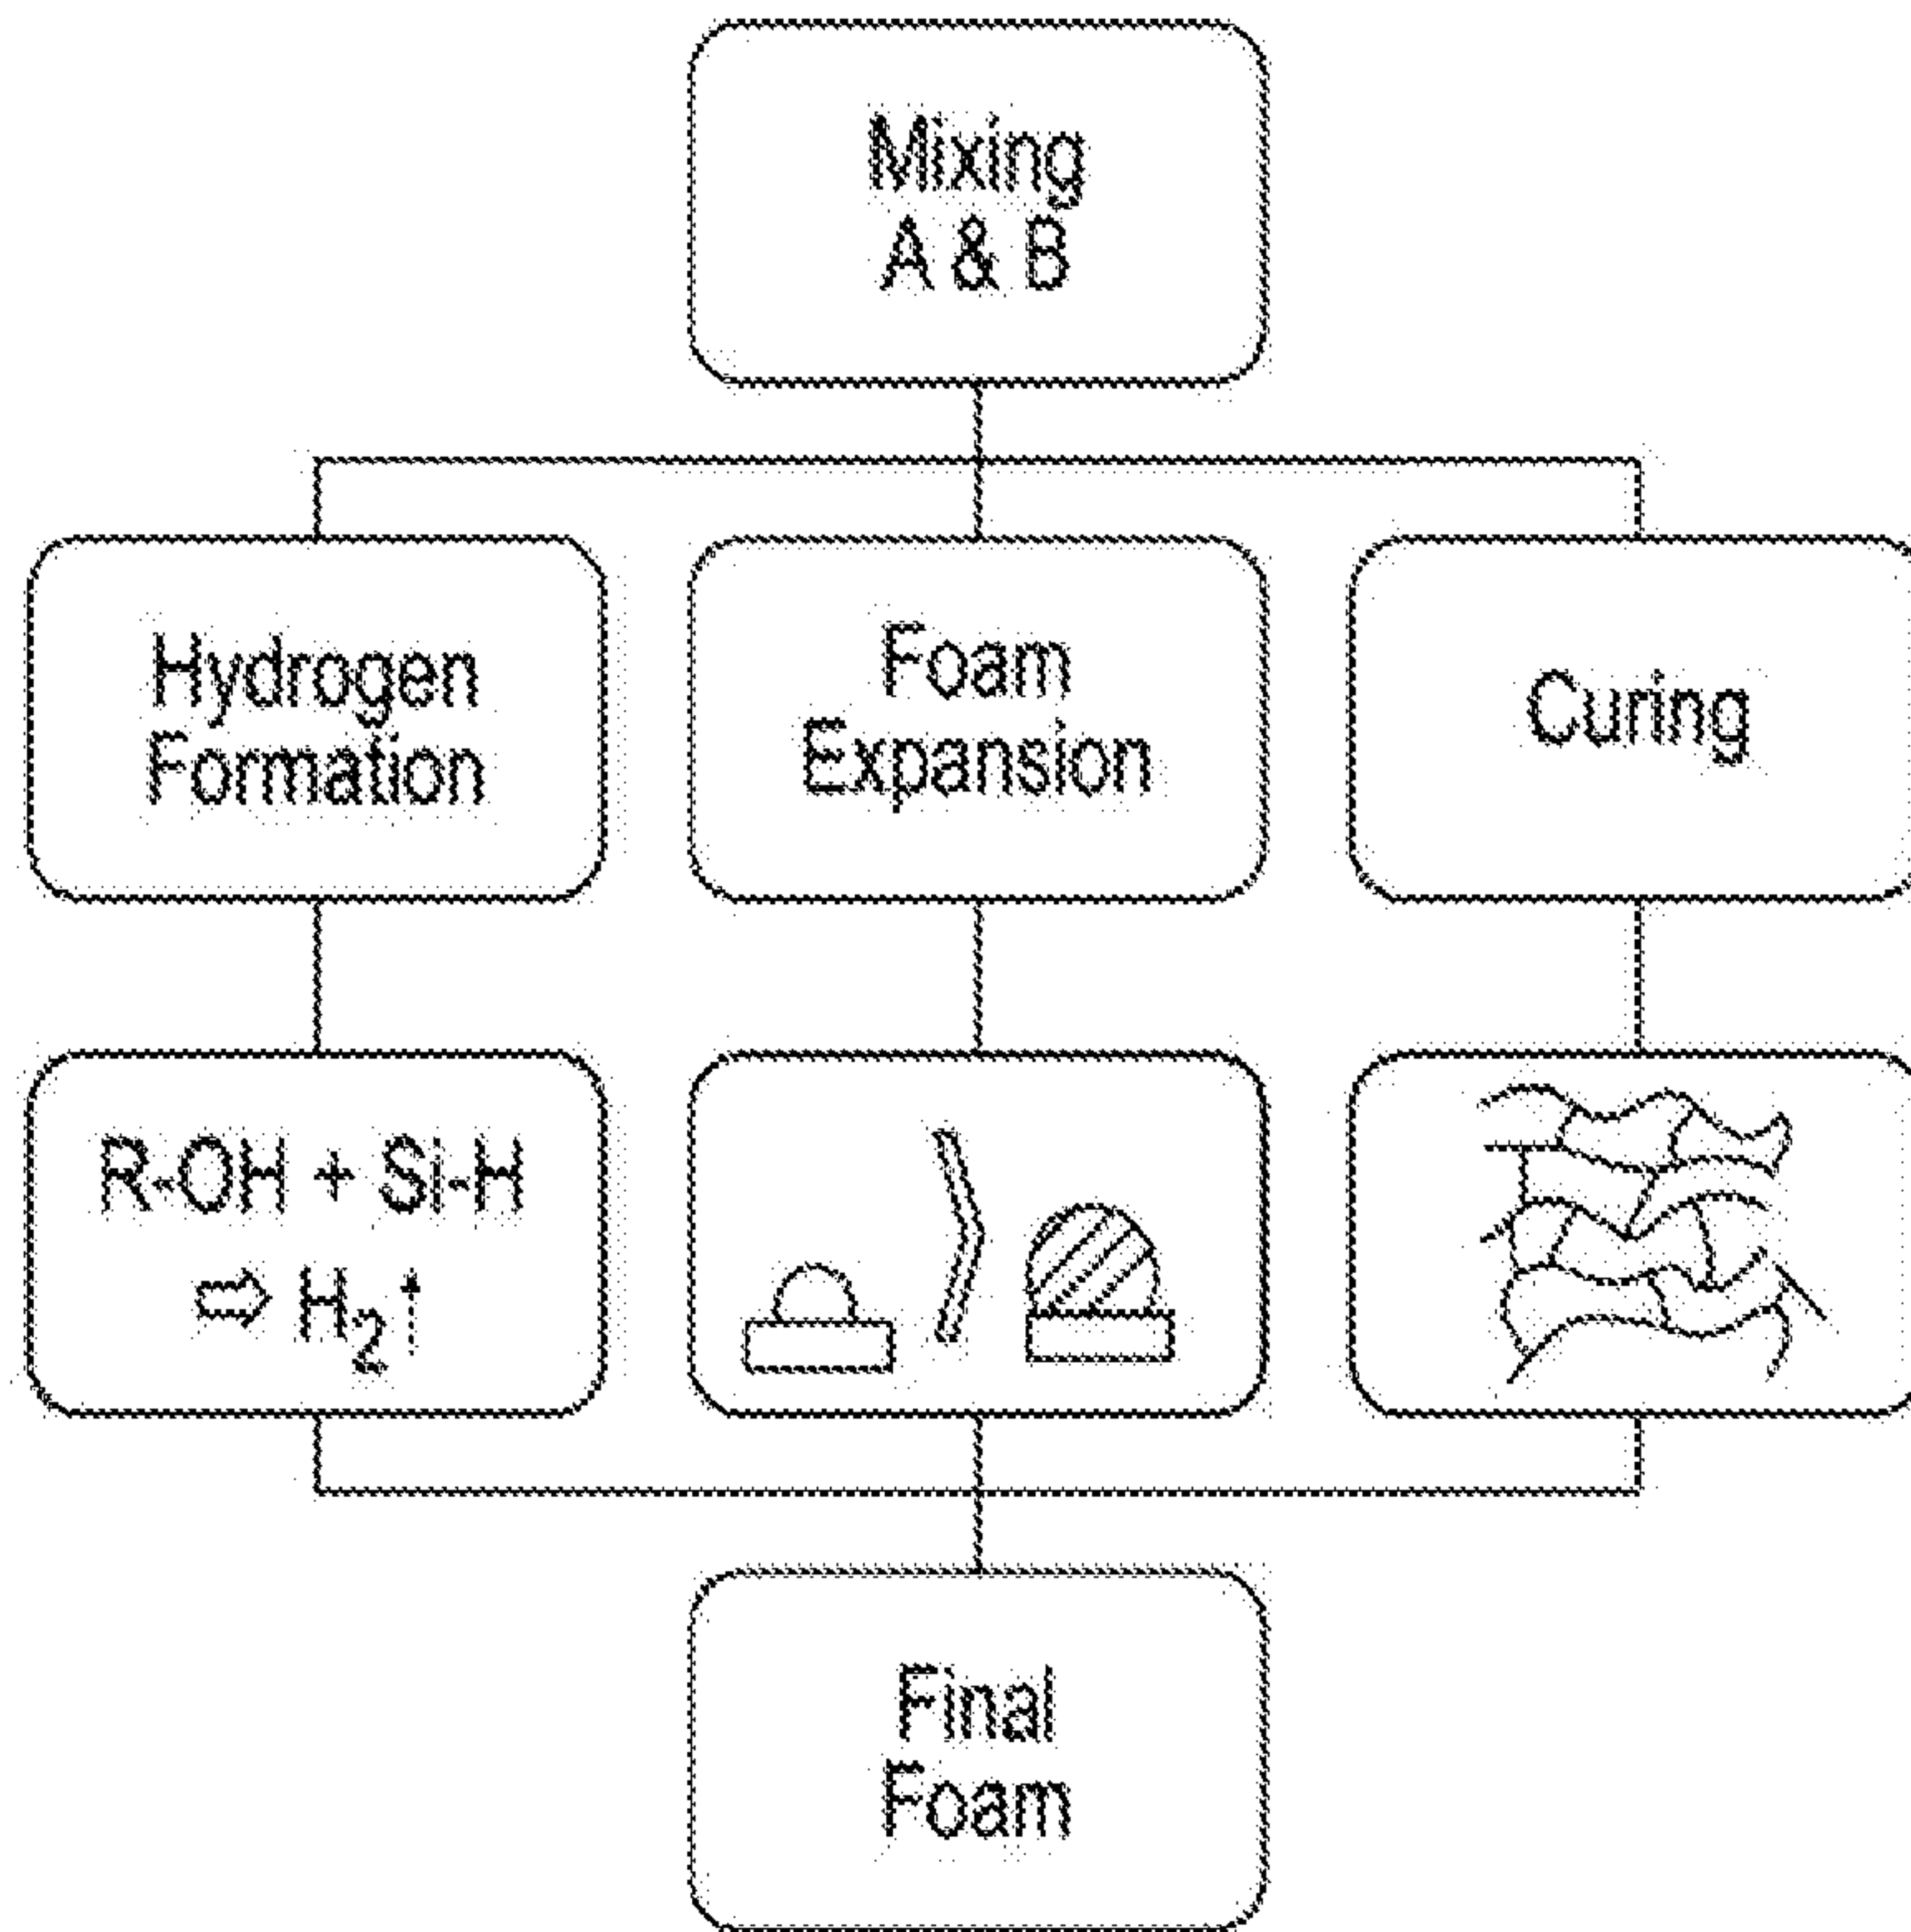 Mixing
A & B
Hydrogen
Formation
Foam
Expansion
Curing
R-OH + Si-H
⇨ H₂↑
Final
Foam